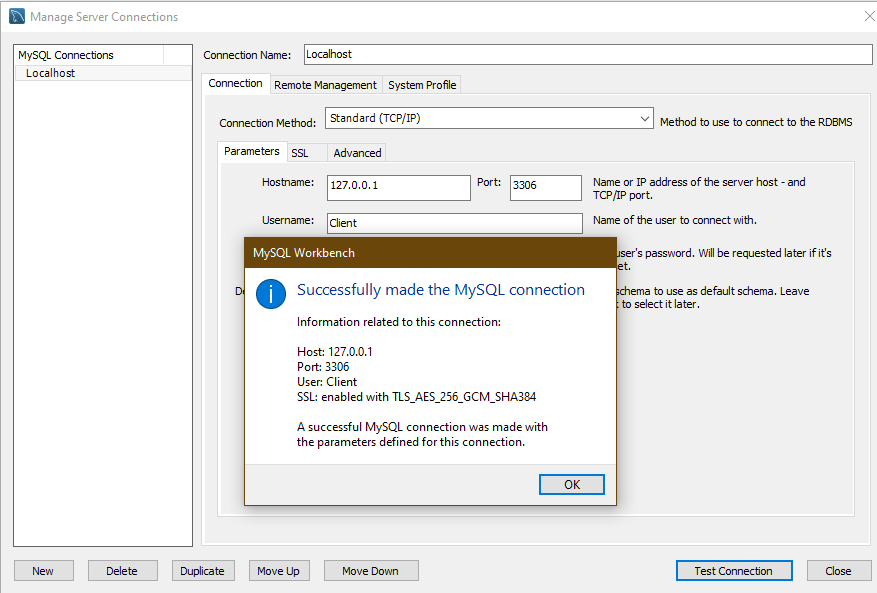 Manage Server Connections
MySQL Connections
Localhost
Connection Name:
Localhost
Connection
Remote Management
System Profile
Connection Method:
Standard (TCP/IP)
Method to use to connect to the RDBMS
Parameters
SSL
Advanced
Hostname:
127.0.0.1
Port:
3306
Name or IP address of the server host - and
TCP/IP port.
Username:
Client
Name of the user to connect with.
user's password. Will be requested later if it's
et.
De
schema to use as default schema. Leave
to select it later.
MySQL Workbench
Successfully made the MySQL connection
Information related to this connection:
Host: 127.0.0.1
Port: 3306
User: Client
SSL: enabled with TLS_AES_256_GCM_SHA384
A successful MySQL connection was made with
the parameters defined for this connection.
OK
New
Delete
Duplicate
Move Up
Move Down
Test Connection
Close